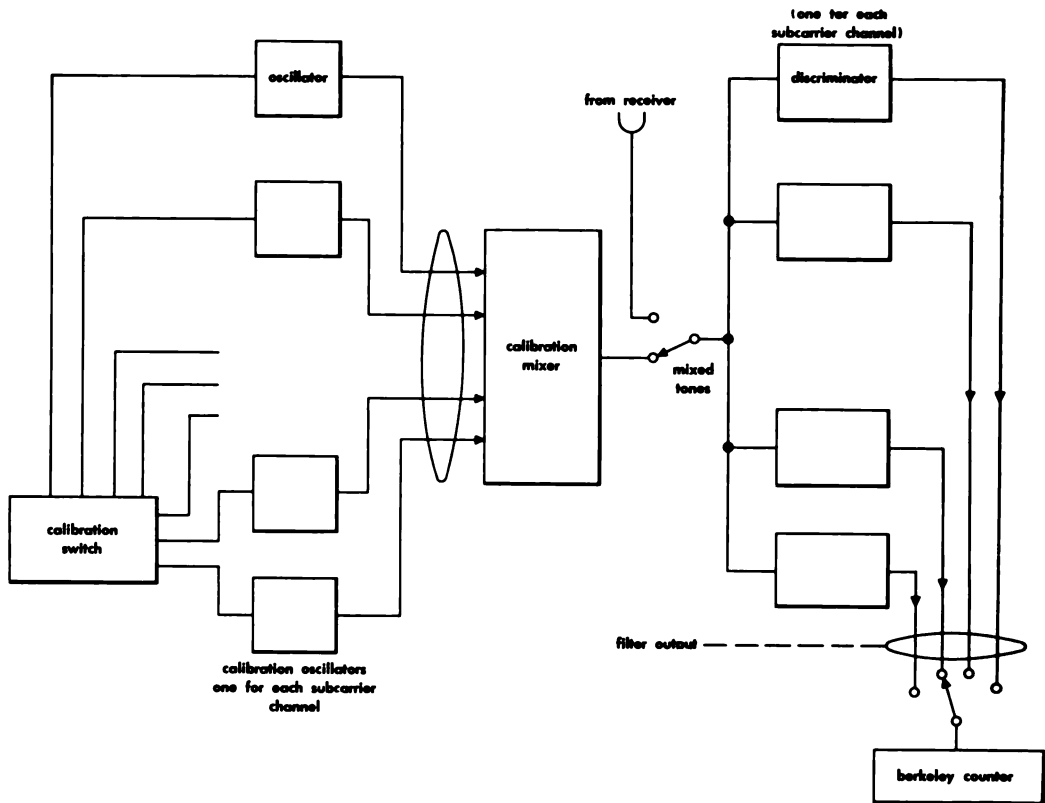 (one for each
subcarrier channel)
oscillator
discriminator
from receiver
calibration
mixer
mixed
tones
calibration
switch
filter output
calibration oscillators
one for each subcarrier
channel
berkeley counter